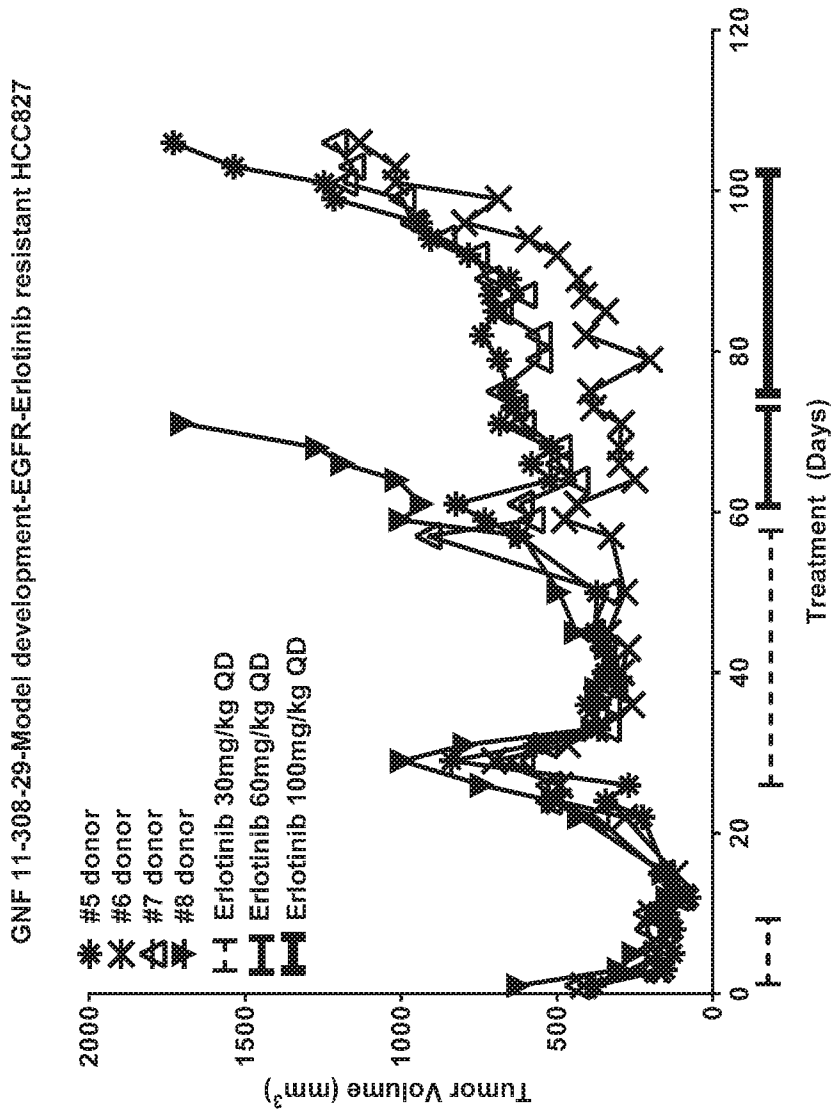 GNF 11-308-29-Model development-EGFR-Erlotinib resistant HCC827
#5 donor
#6 donor
#7 donor
#8 donor
Erlotinib 30mg/kg QD
Erlotinib 60mg/kg QD
Erlotinib 100mg/kg QD
Tumor Volume (mm³)
2000
1500
1000
500
0
0
20
40
60
80
100
120
Treatment (Days)